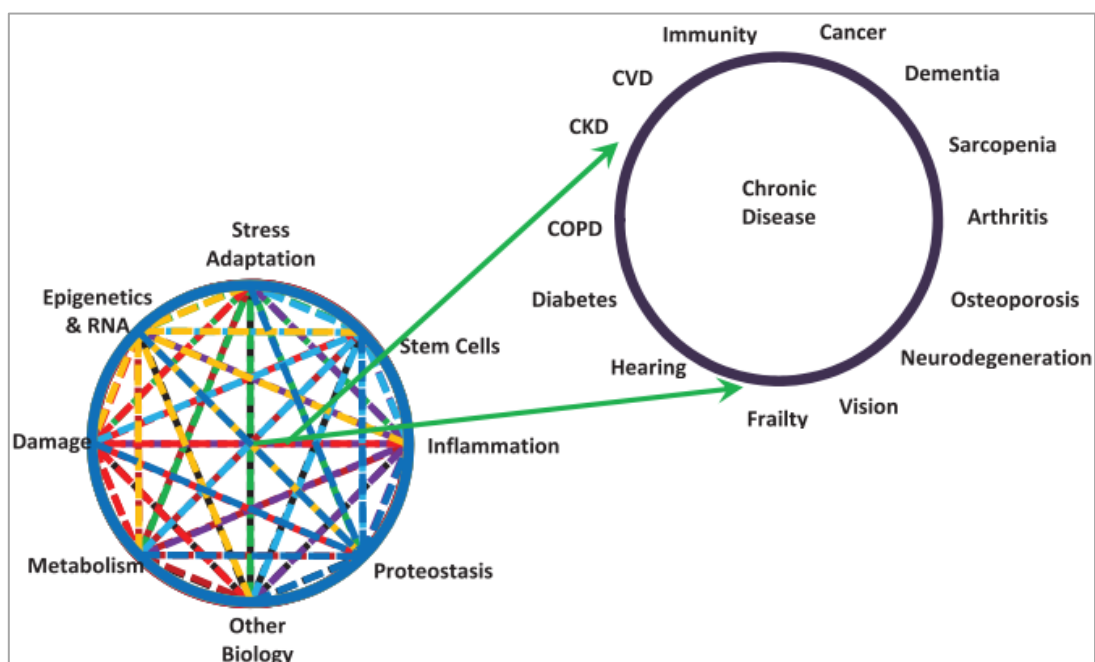 Immunity
Cancer
CVD
Dementia
CKD
Sarcopenia
Chronic
Disease
COPD
Arthritis
Diabetes
Osteoporosis
Hearing
Neurodegeneration
Frailty
Vision
Stress
Adaptation
Epigenetics
& RNA
Stem Cells
Damage
Inflammation
Metabolism
Proteostasis
Other
Biology